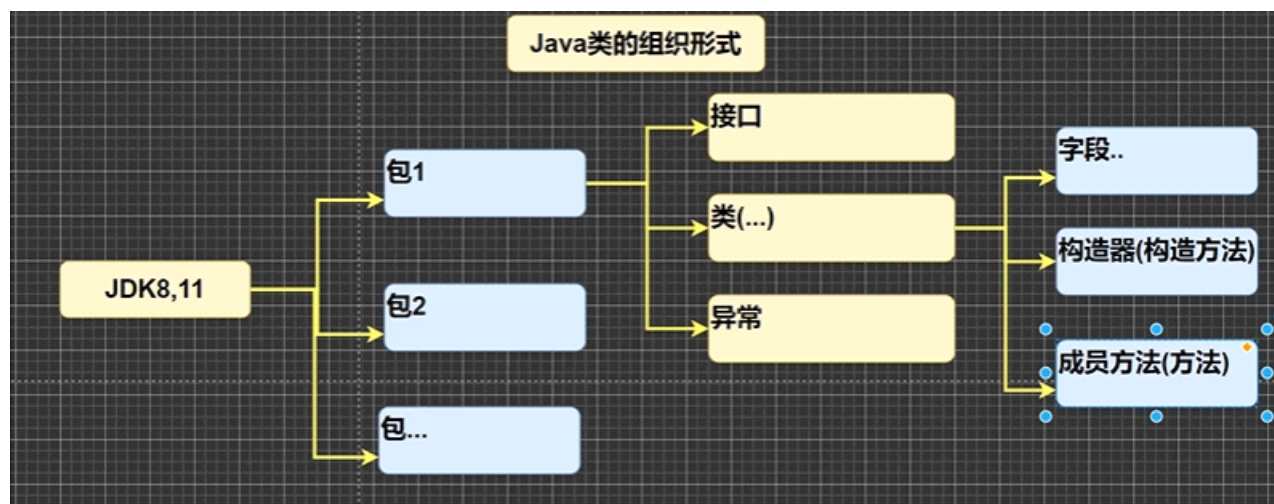 Java类的组织形式
JDK8,11
包1
包2
包...
接口
类(...)
异常
字段..
构造器(构造方法)
成员方法(方法)